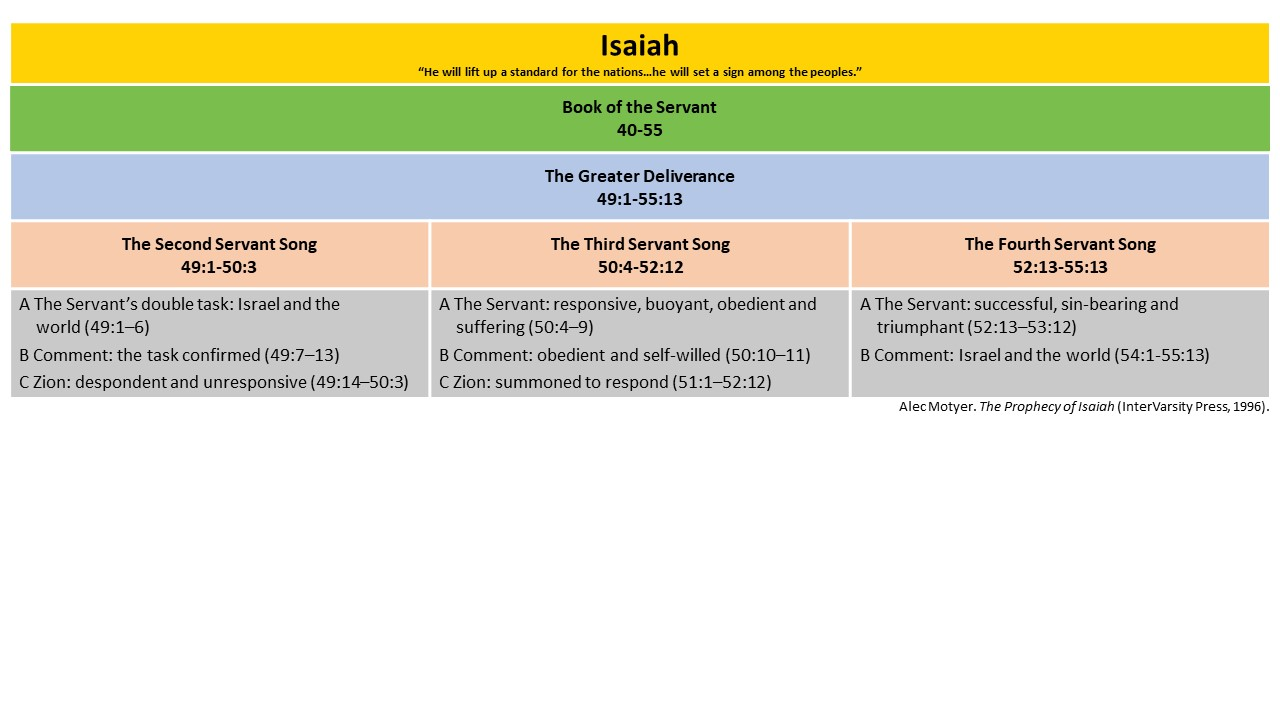 Isaiah
“He will lift up a standard for the nations…he will set a sign among the peoples.”
Book of the Servant
40-55
The Greater Deliverance
49:1-55:13
The Second Servant Song
49:1-50:3
The Third Servant Song
50:4-52:12
The Fourth Servant Song
52:13-55:13
A The Servant’s double task: Israel and the
world (49:1–6)
B Comment: the task confirmed (49:7–13)
C Zion: despondent and unresponsive (49:14–50:3)
A The Servant: responsive, buoyant, obedient and
suffering (50:4–9)
B Comment: obedient and self-willed (50:10–11)
C Zion: summoned to respond (51:1–52:12)
A The Servant: successful, sin-bearing and
triumphant (52:13–53:12)
B Comment: Israel and the world (54:1-55:13)
Alec Motyer. The Prophecy of Isaiah (InterVarsity Press, 1996).